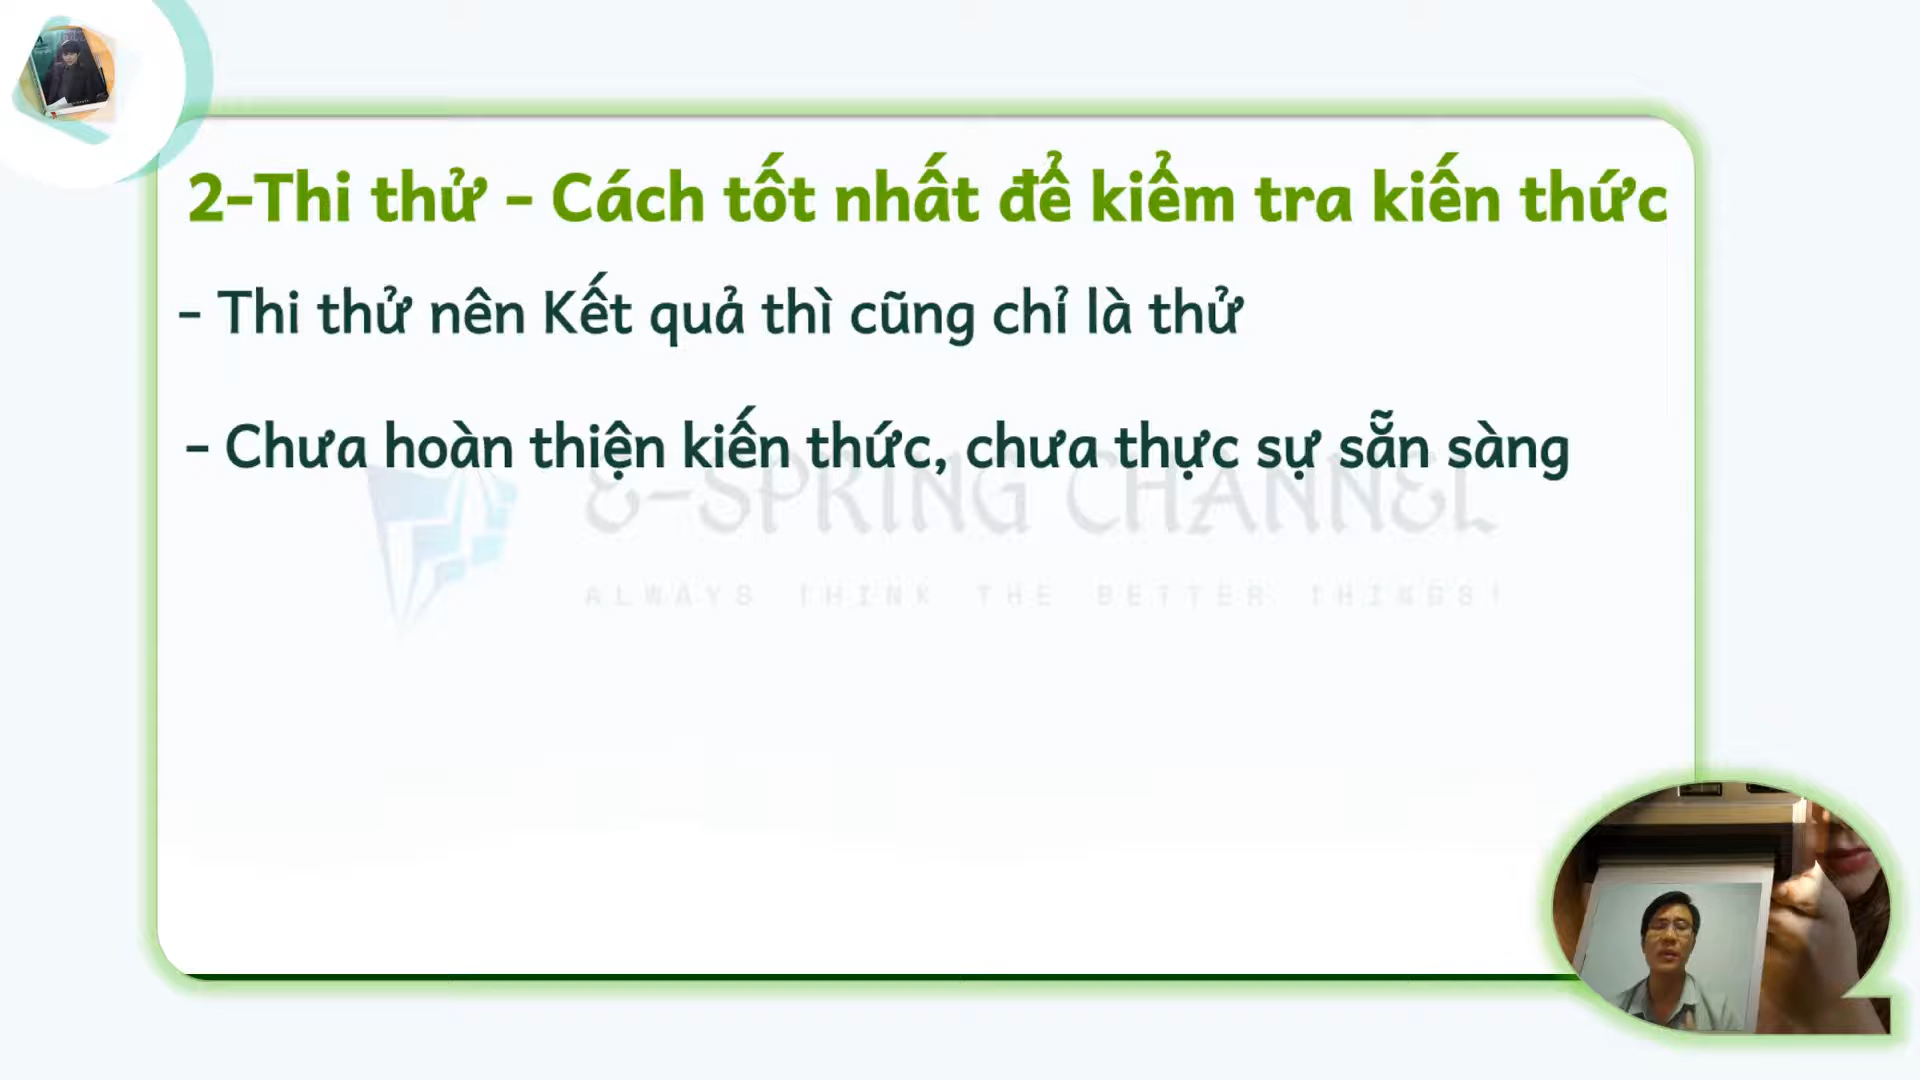 2-Thi thử - Cách tốt nhất để kiểm tra kiến thức
- Thi thử nên Kết quả thì cũng chỉ là thử
- Chưa hoàn thiện kiến thức, chưa thực sự sẵn sàng
E-SPRING CHANNEL
ALWAYS THINK THE BETTER THINGS!